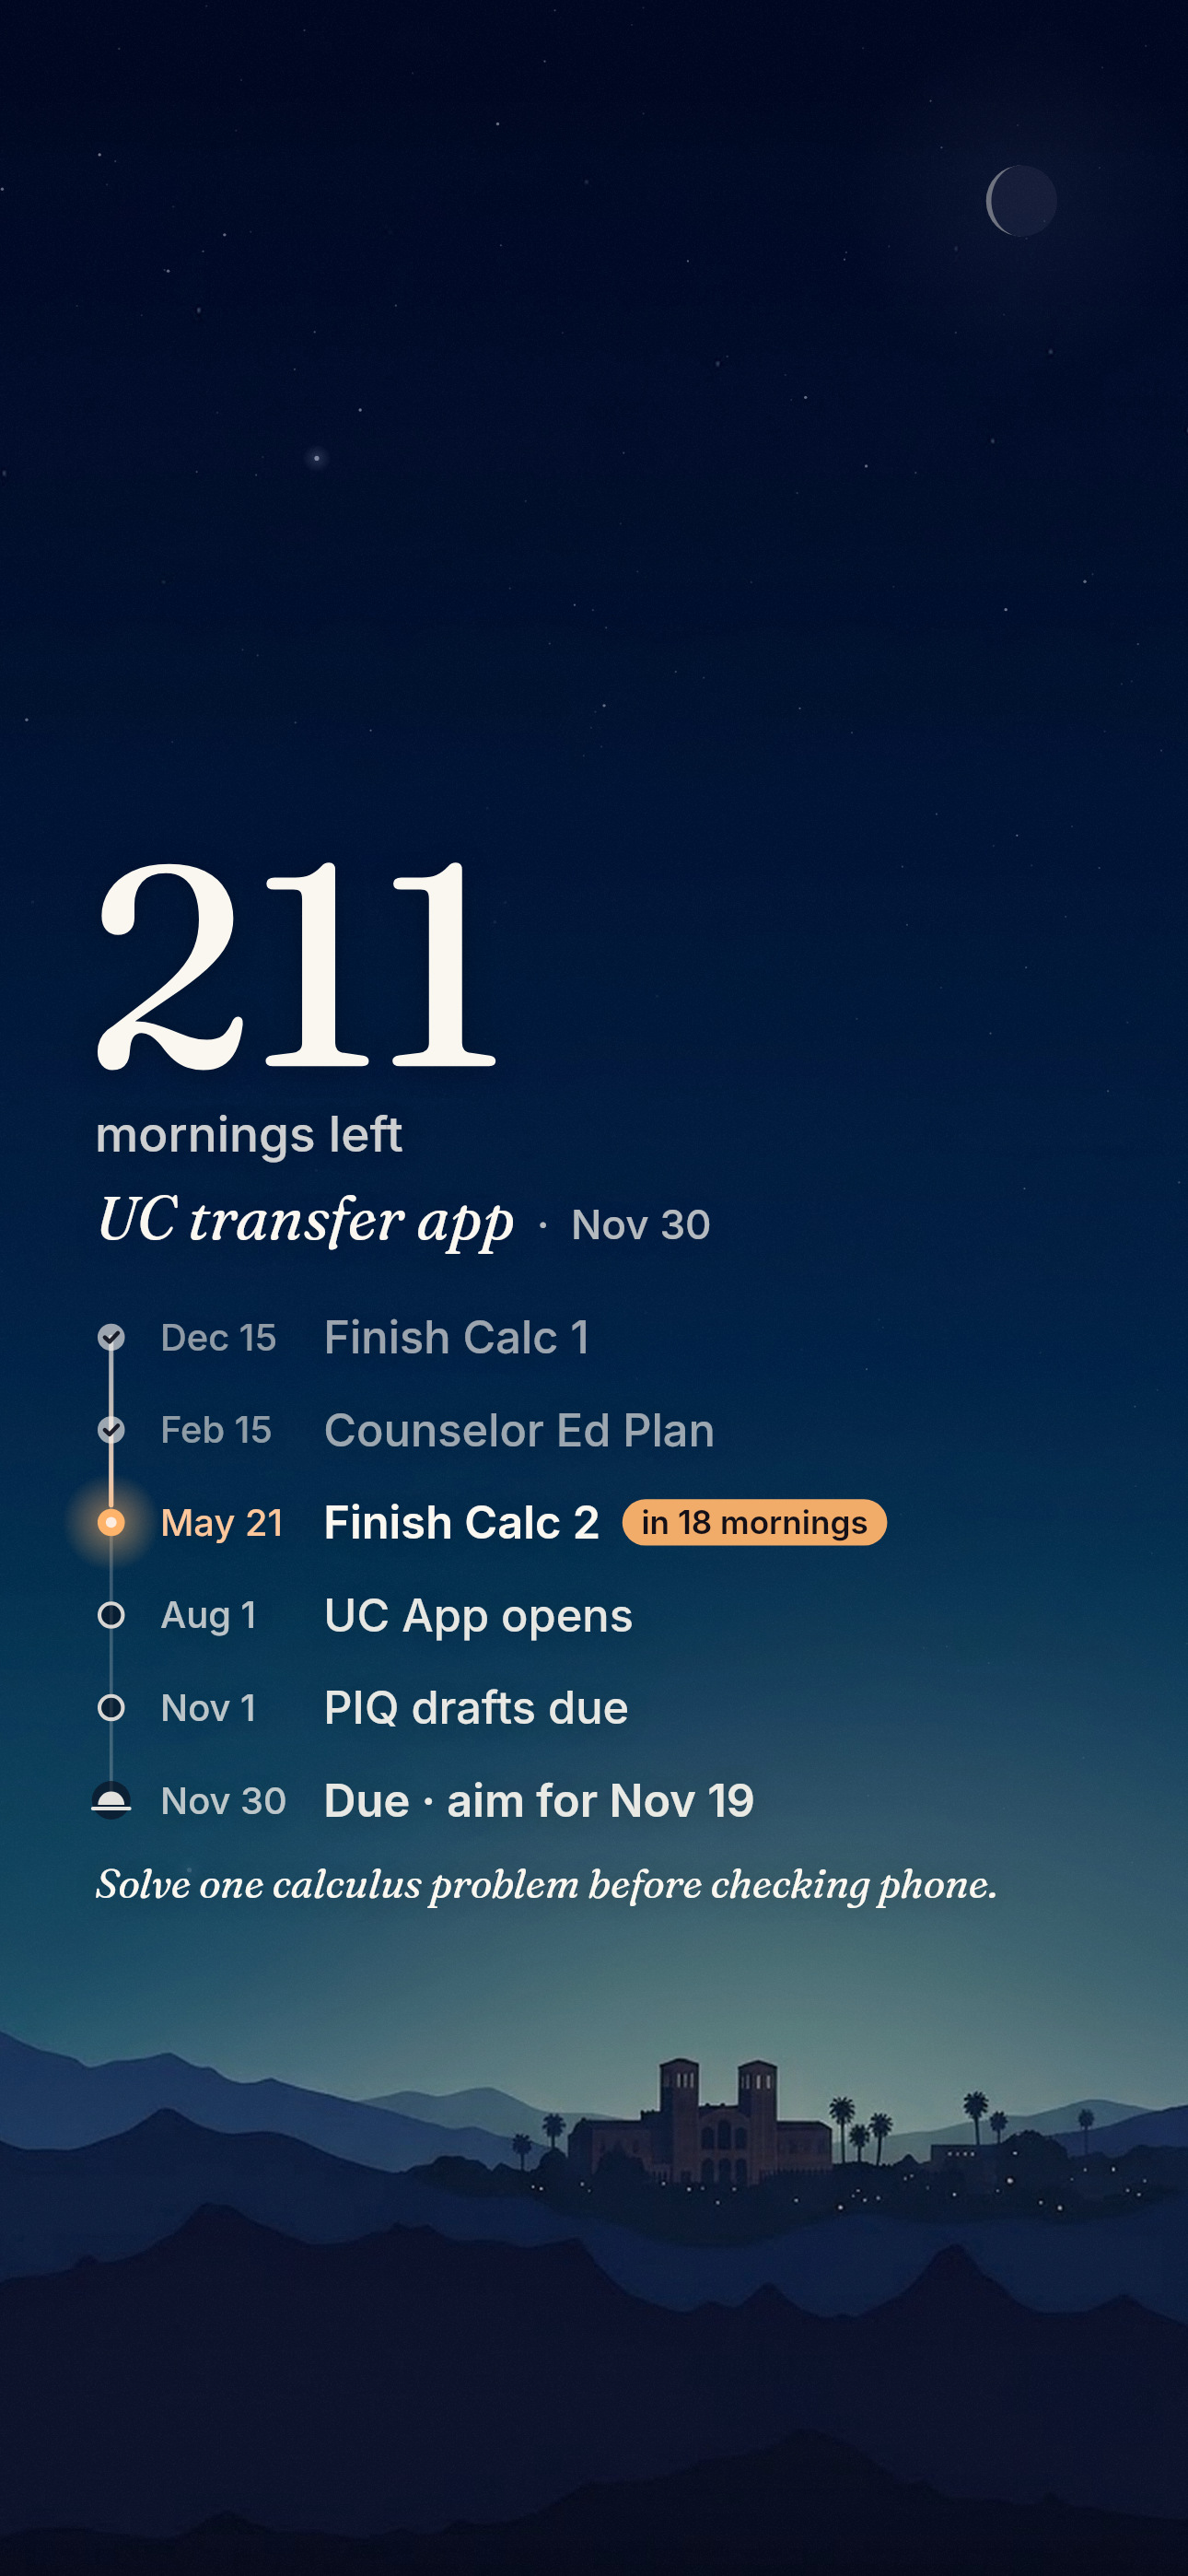 211
mornings left
UC transfer app · Nov 30
Dec 15 Finish Calc 1
Feb 15 Counselor Ed Plan
May 21 Finish Calc 2 in 18 mornings
Aug 1 UC App opens
Nov 1 PIQ drafts due
Nov 30 Due · aim for Nov 19
Solve one calculus problem before checking phone.